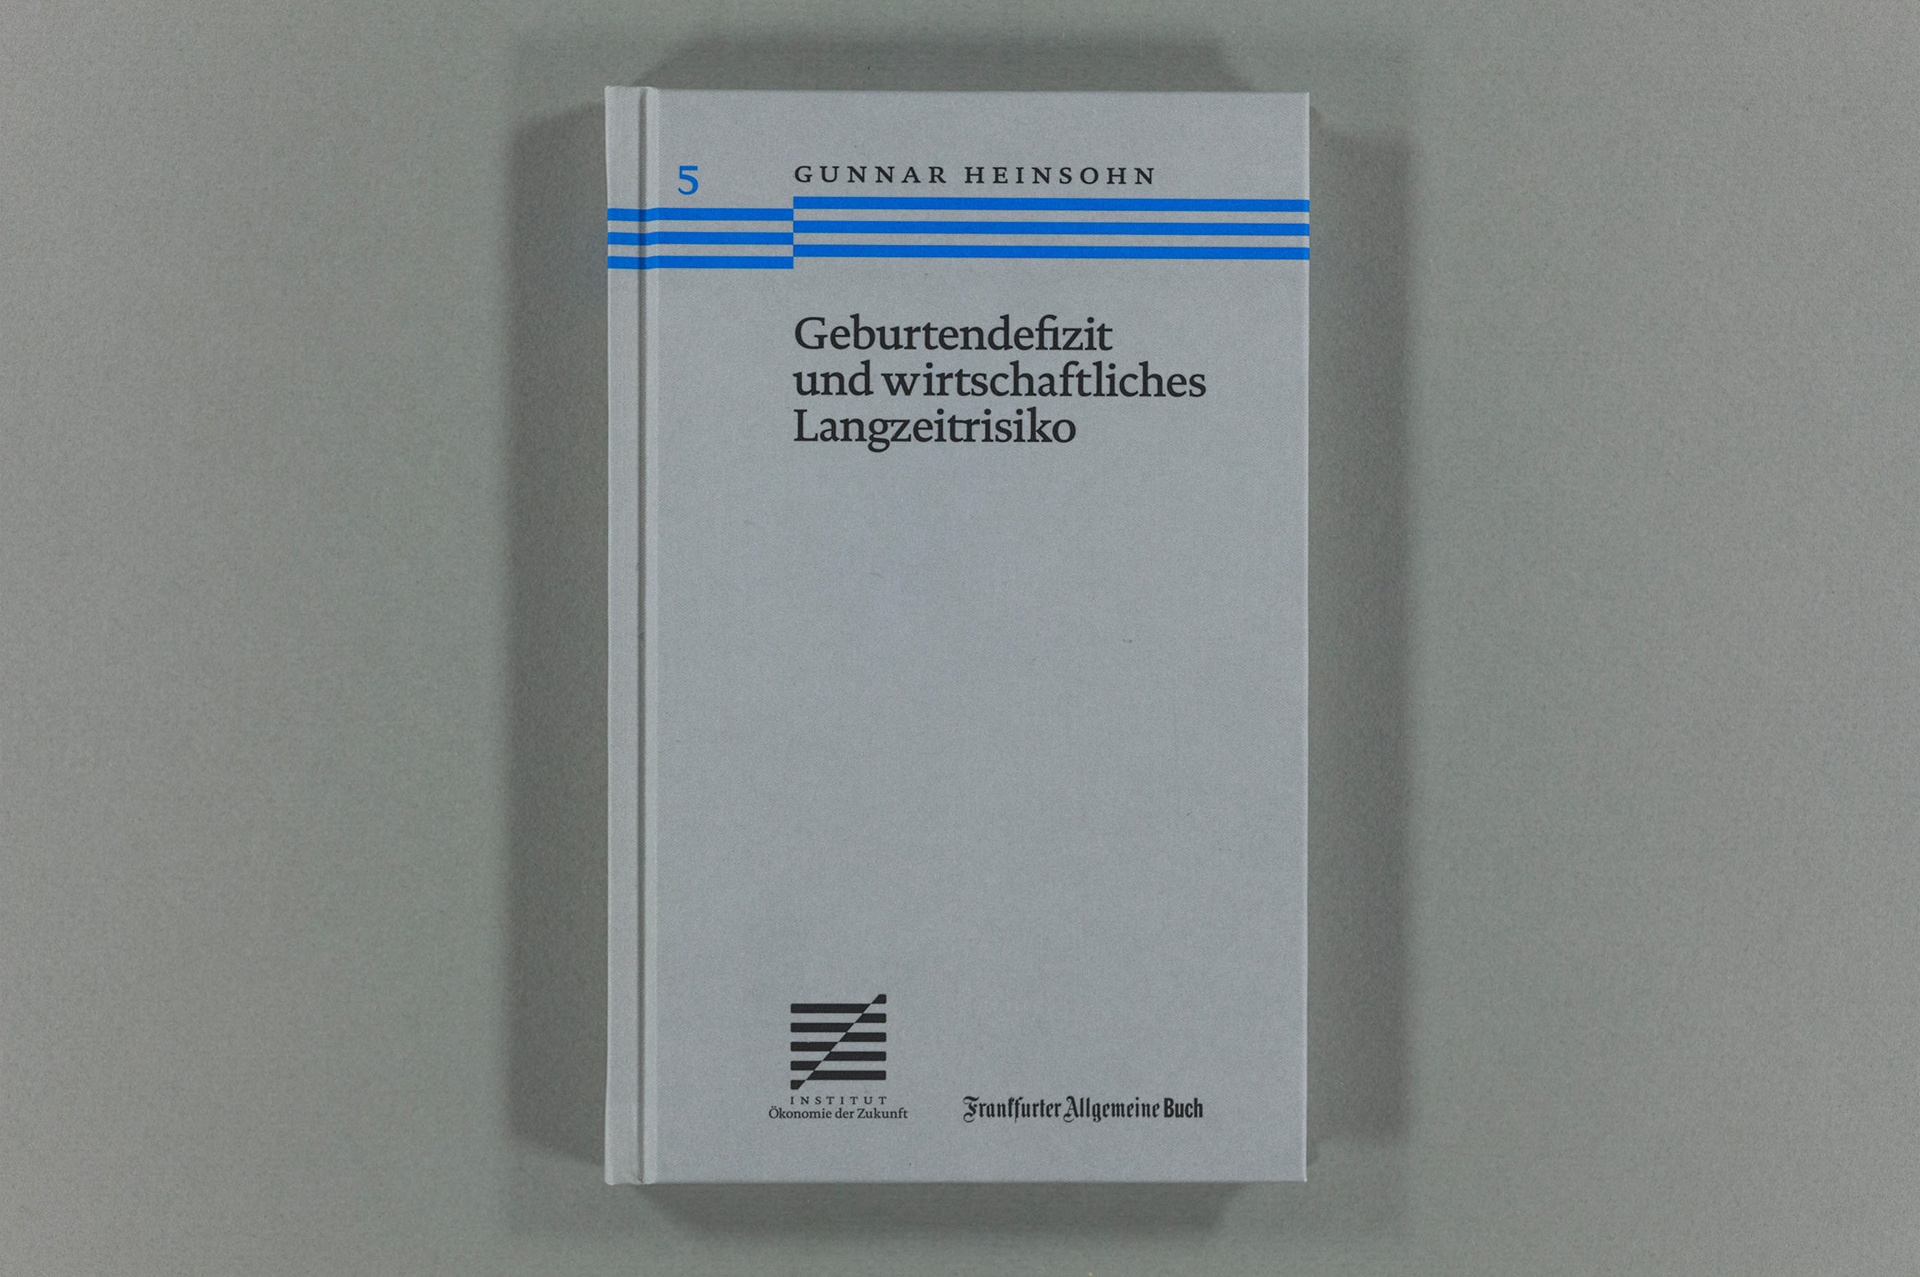 5
GUNNAR HEINSOHN
Geburtendefizit
und wirtschaftliches
Langzeitrisiko
INSTITUT
Ökonomie der Zukunft
Frankfurter Allgemeine Buch